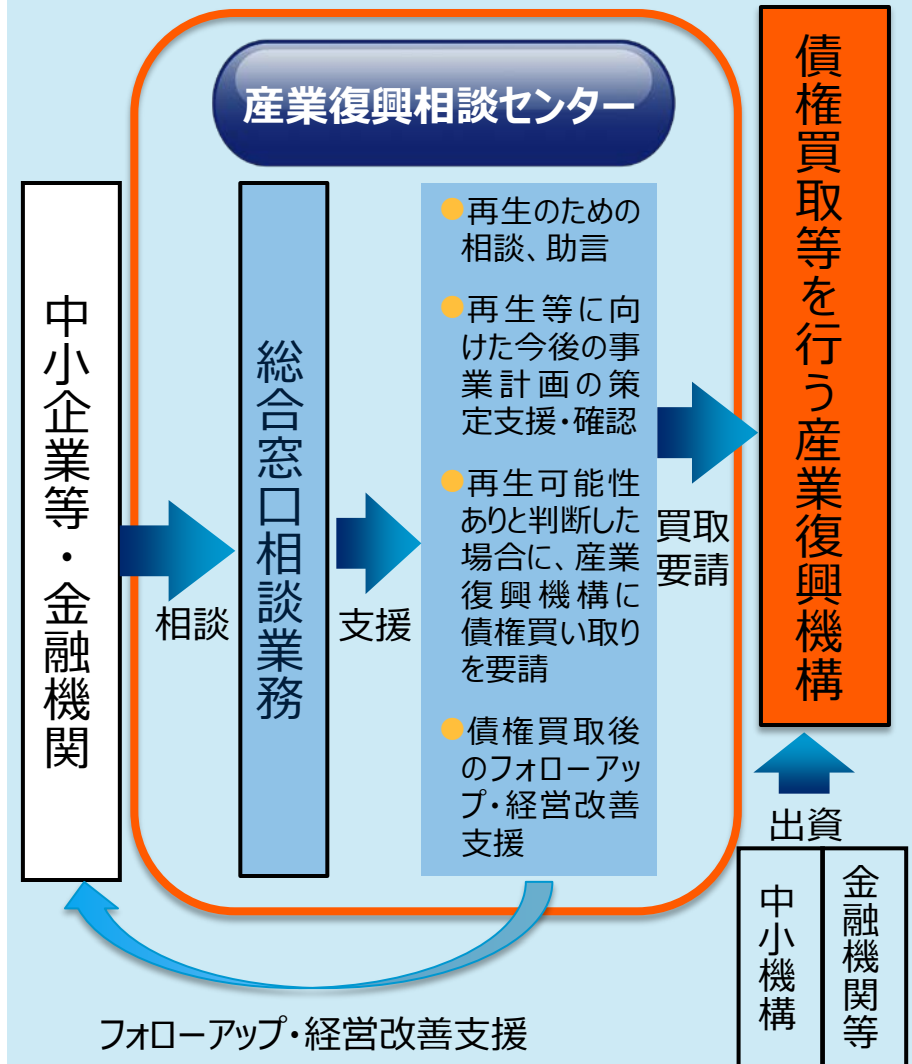 産業復興相談センター
中小企業等・金融機関
相談
総合窓口相談業務
支援
●再生のための
相談、助言
●再生等に向
けた今後の事
業計画の策
定支援・確認
●再生可能性
ありと判断した
場合に、産業
復興機構に
債権買い取り
を要請
●債権買取後
のフォローアッ
プ・経営改善
支援
買取
要請
債権買取等を行う産業復興機構
出資
中小機構
金融機関等
フォローアップ・経営改善支援